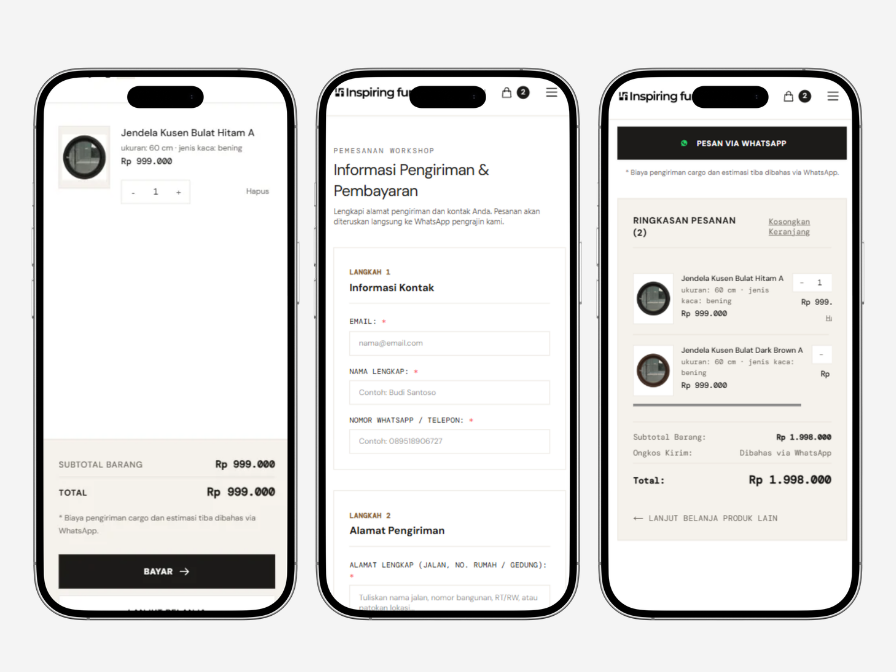 Jendela Kusen Bulat Hitam A
ukuran: 60 cm · jenis kaca: bening
Rp 999.000
- 1 +
Hapus
SUBTOTAL BARANG Rp 999.000
TOTAL Rp 999.000
* Biaya pengiriman cargo dan estimasi tiba dibahas via
WhatsApp.
BAYAR →
Inspiring fu
2
PEMESANAN WORKSHOP
Informasi Pengiriman &
Pembayaran
Lengkapi alamat pengiriman dan kontak Anda. Pesanan akan
diteruskan langsung ke WhatsApp pengrajin kami.
LANGKAH 1
Informasi Kontak
EMAIL: *
nama@email.com
NAMA LENGKAP: *
Contoh: Budi Santoso
NOMOR WHATSAPP / TELEPON: *
Contoh: 089518906727
LANGKAH 2
Alamat Pengiriman
ALAMAT LENGKAP (JALAN, NO. RUMAH / GEDUNG):
*
Tuliskan nama jalan, nomor bangunan, RT/RW, atau
patokan lokasi...
Inspiring fu
2
PESAN VIA WHATSAPP
* Biaya pengiriman cargo dan estimasi tiba dibahas via WhatsApp.
RINGKASAN PESANAN
(2)
Kosongkan
Keranjang
Jendela Kusen Bulat Hitam A
ukuran: 60 cm · jenis
kaca: bening
Rp 999.000
- 1
Rp 999.
Jendela Kusen Bulat Dark Brown A
ukuran: 60 cm · jenis kaca:
bening
Rp 999.000
-
Rp
Subtotal Barang: Rp 1.998.000
Ongkos Kirim: Dibahas via WhatsApp
Total: Rp 1.998.000
← LANJUT BELANJA PRODUK LAIN